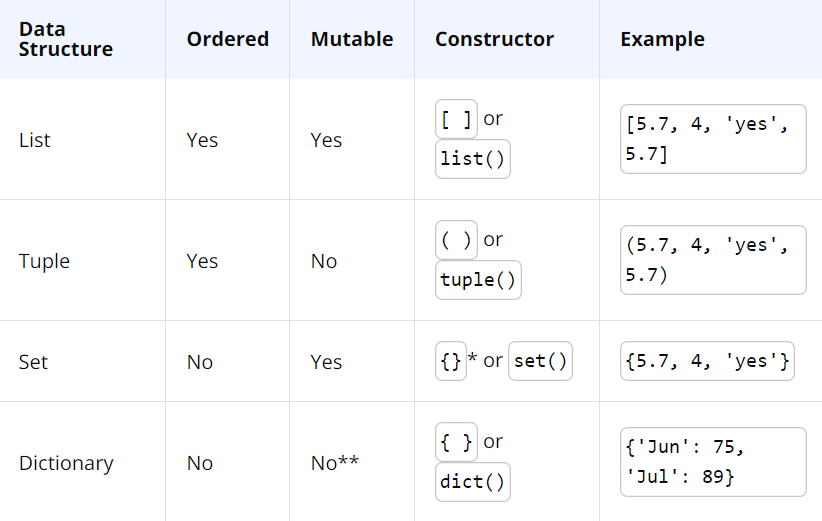 Data
Structure
Ordered
Mutable
Constructor
Example
List
Yes
Yes
[ ] or
list()
[5.7, 4, 'yes',
5.7]
Tuple
Yes
No
( ) or
tuple()
(5.7, 4, 'yes',
5.7)
Set
No
Yes
{}* or set()
{5.7, 4, 'yes'}
Dictionary
No
No**
{ } or
dict()
{'Jun': 75,
'Jul': 89}